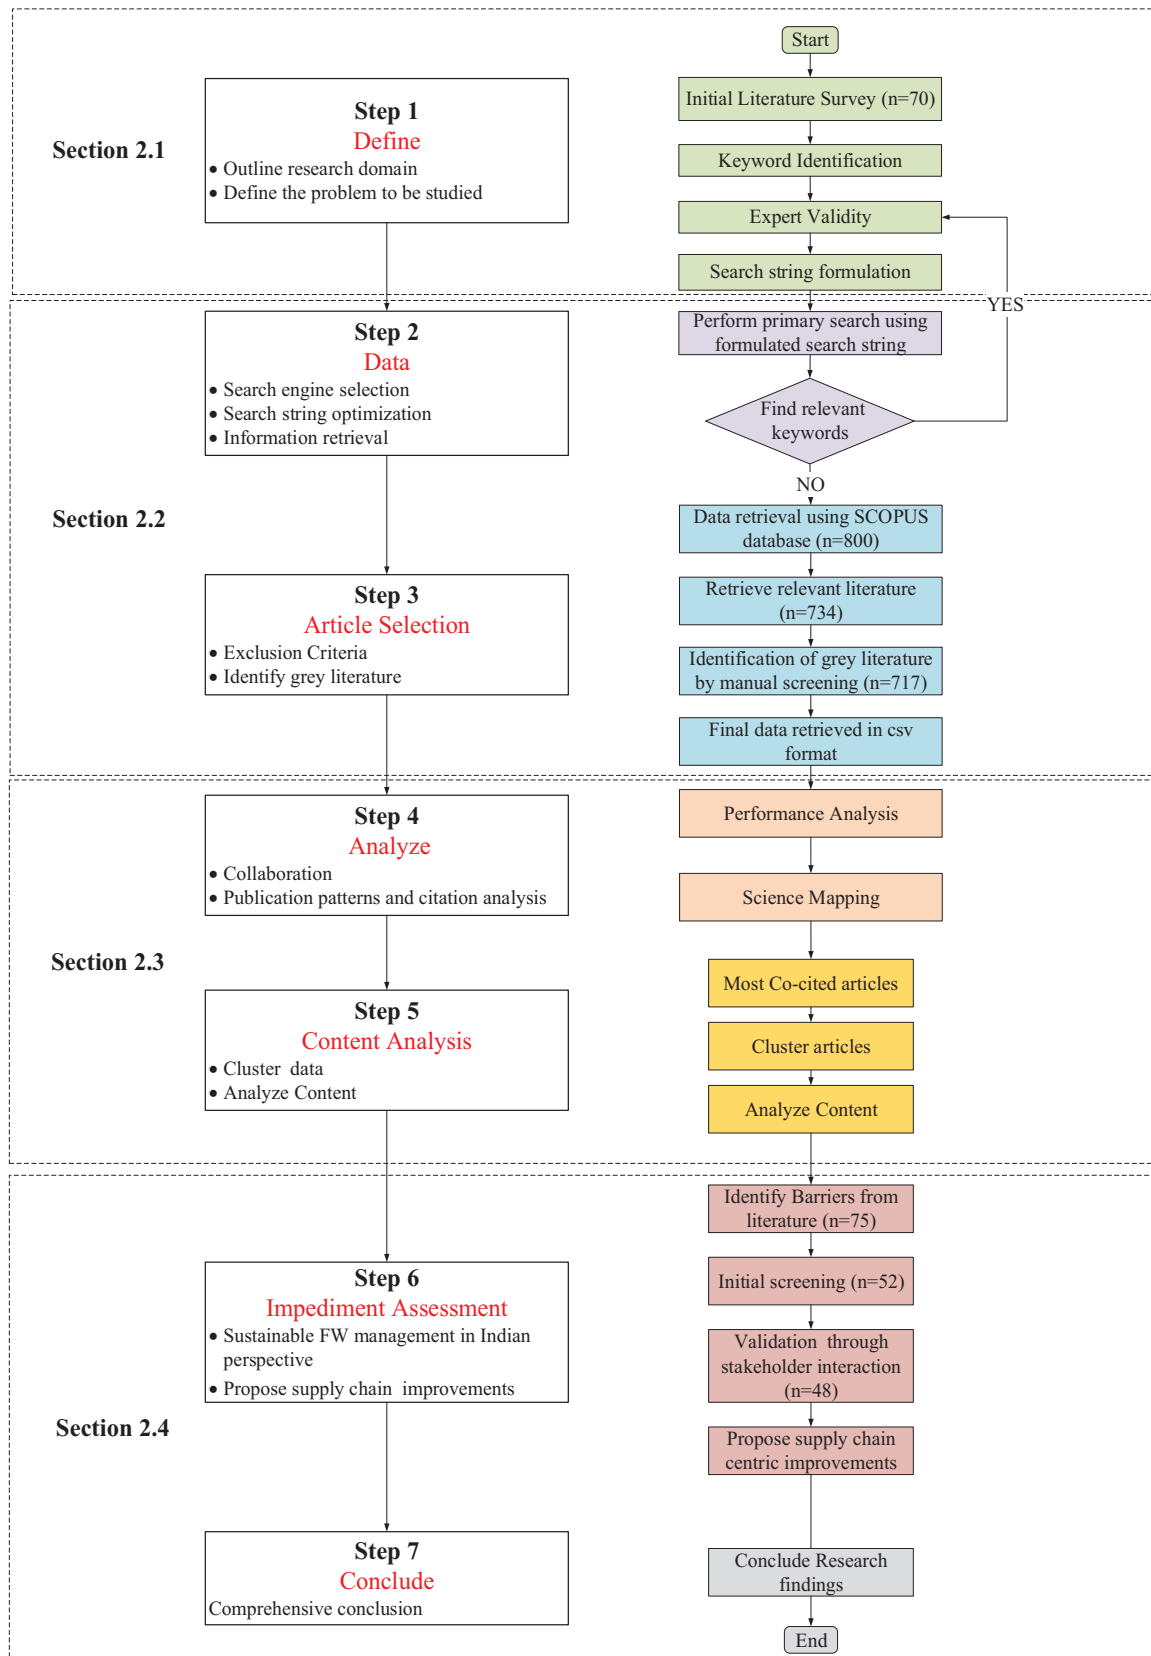 Section 2.1
Step 1
Define
• Outline research domain
• Define the problem to be studied
Start
Initial Literature Survey (n=70)
Keyword Identification
Expert Validity
Search string formulation
YES
Section 2.2
Step 2
Data
• Search engine selection
• Search string optimization
• Information retrieval
Step 3
Article Selection
• Exclusion Criteria
• Identify grey literature
Perform primary search using
formulated search string
Find relevant
keywords
NO
Data retrieval using SCOPUS
database (n=800)
Retrieve relevant literature
(n=734)
Identification of grey literature
by manual screening (n=717)
Final data retrieved in csv
format
Section 2.3
Step 4
Analyze
• Collaboration
• Publication patterns and citation analysis
Step 5
Content Analysis
• Cluster data
• Analyze Content
Performance Analysis
Science Mapping
Most Co-cited articles
Cluster articles
Analyze Content
Section 2.4
Step 6
Impediment Assessment
• Sustainable FW management in Indian
perspective
• Propose supply chain improvements
Step 7
Conclude
Comprehensive conclusion
Identify Barriers from
literature (n=75)
Initial screening (n=52)
Validation through
stakeholder interaction
(n=48)
Propose supply chain
centric improvements
Conclude Research
findings
End